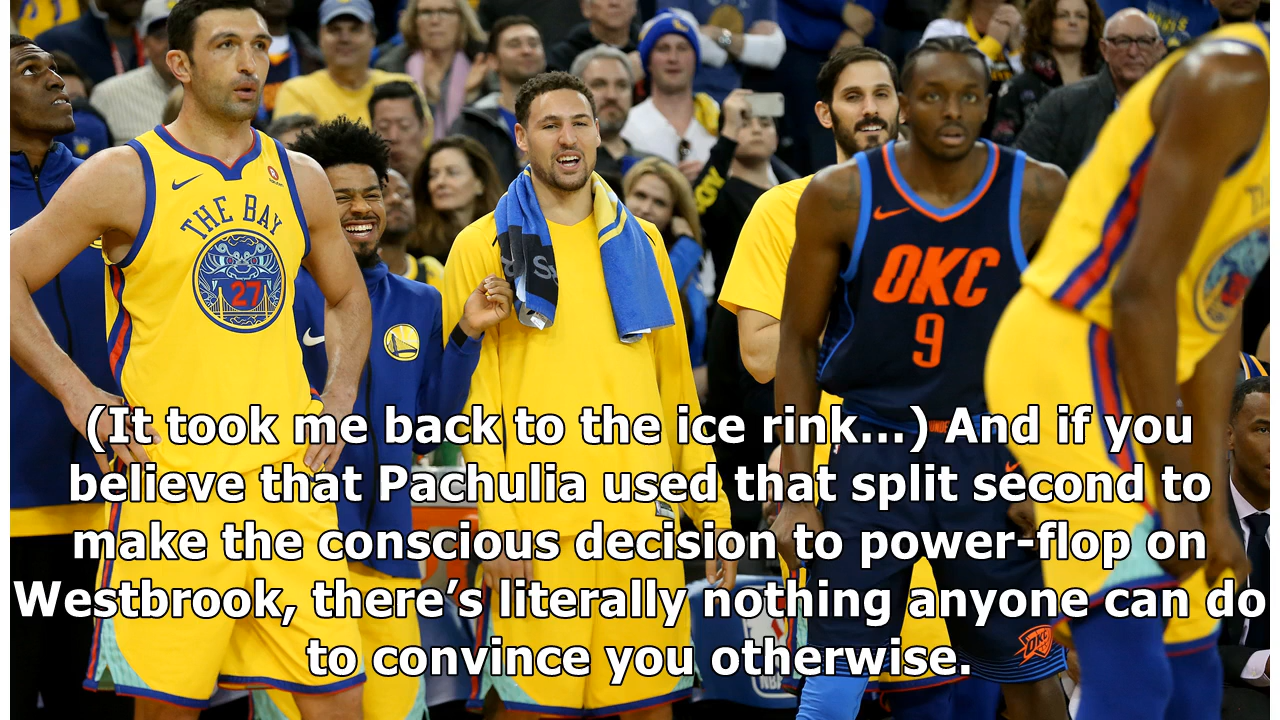 THE BAY
27
OKC
9
OKC
(It took me back to the ice rink...) And if you
believe that Pachulia used that split second to
make the conscious decision to power-flop on
Westbrook, there’s literally nothing anyone can do
to convince you otherwise.